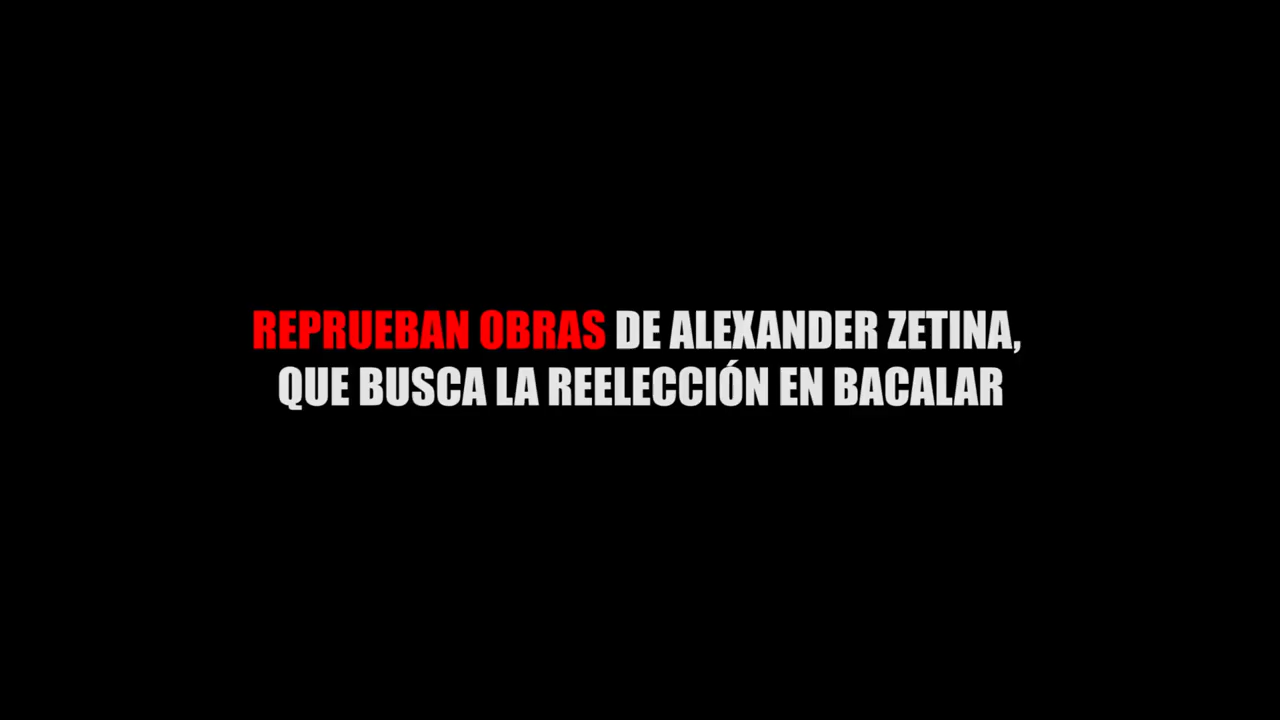 REPRUEBAN OBRAS DE ALEXANDER ZETINA,
QUE BUSCA LA REELECCIÓN EN BACALAR